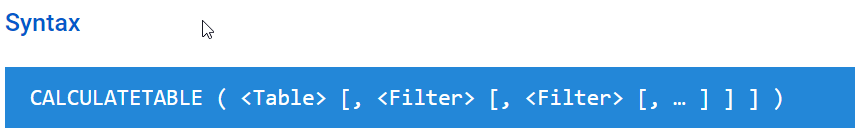 Syntax
CALCULATETABLE ( <Table> [, <Filter> [, <Filter> [, … ] ] ] )